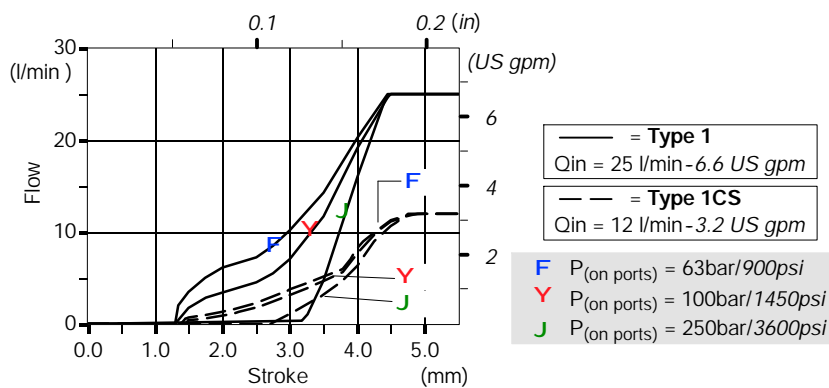 0.1 0.2 (in)
30
(l/min )
(US gpm)
6
20
F
4
J
Flow
Y
10
F
2
Y
J
0
0.0 1.0 2.0 3.0 4.0 5.0
Stroke (mm)
= Type 1
Qin = 25 l/min-6.6 US gpm
= Type 1CS
Qin = 12 l/min-3.2 US gpm
F P(on ports) = 63bar/900psi
Y P(on ports) = 100bar/1450psi
J P(on ports) = 250bar/3600psi